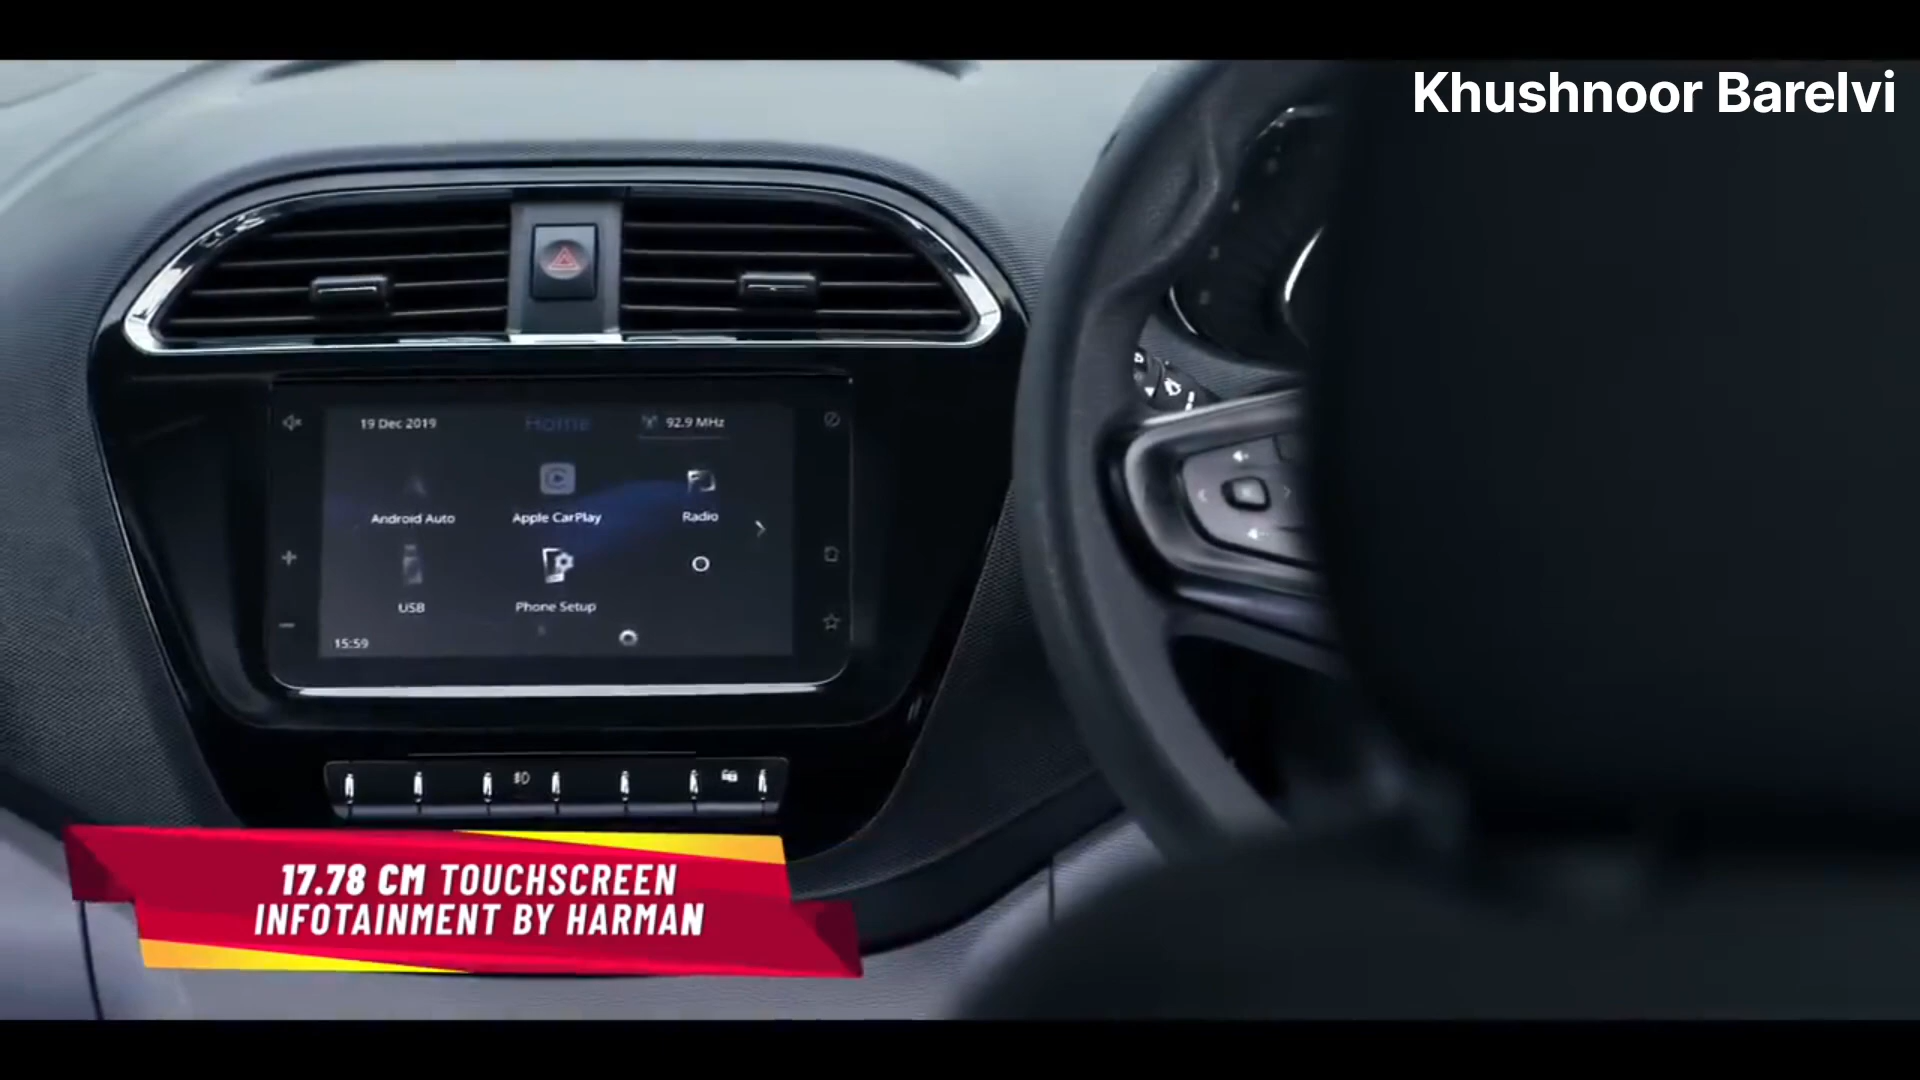 Khushnoor Barelvi
19 Dec 2019
Home
92.9 MHz
Android Auto
Apple CarPlay
Radio
USB
Phone Setup
15:59
17.78 CM TOUCHSCREEN
INFOTAINMENT BY HARMAN